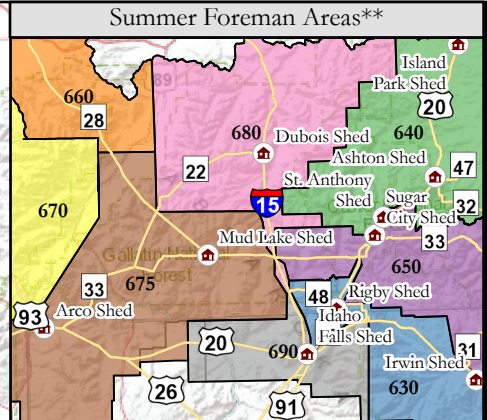 Summer Foreman Areas**
Island
Park Shed
660
89
20
28
680
Dubois Shed
640
Ashton Shed
47
22
St. Anthony
Shed
32
670
15
Sugar
City Shed
Mud Lake Shed
33
Gallatin National
Forest
675
650
33
48
Rigby Shed
93
Arco Shed
Idaho
Falls Shed
20
690
31
Irwin Shed
26
630
91